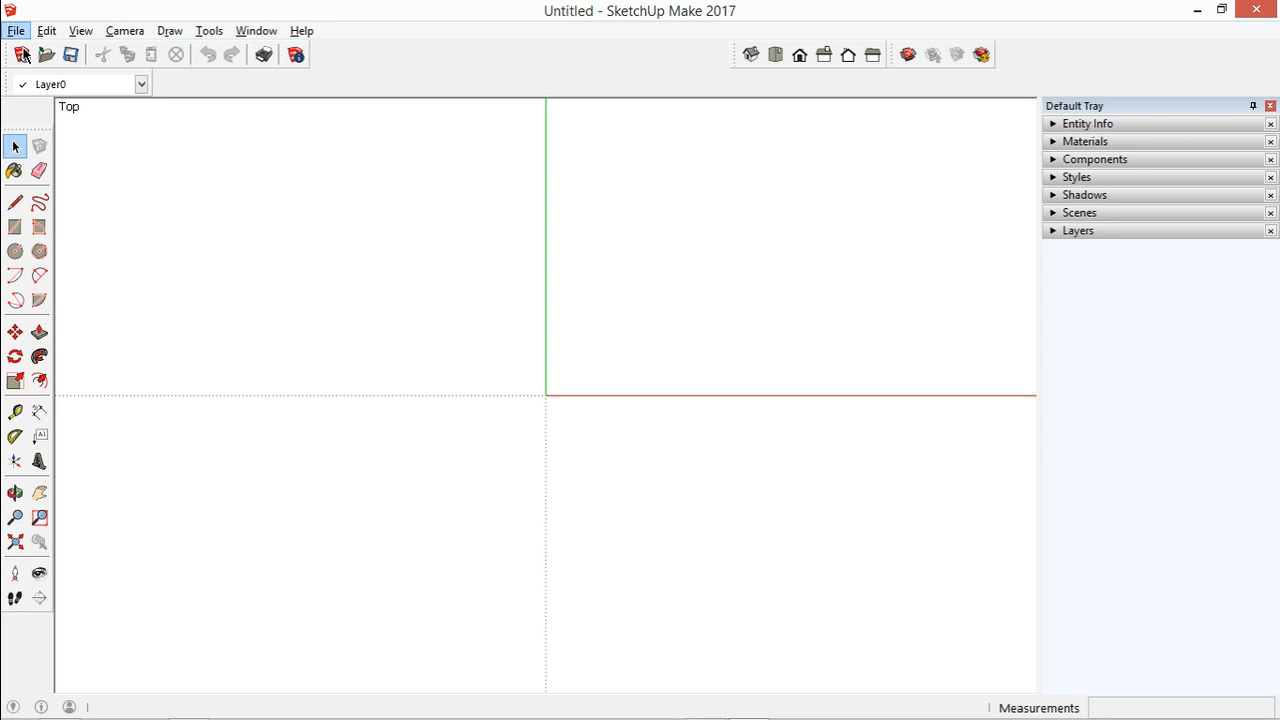 Untitled - SketchUp Make 2017
File Edit View Camera Draw Tools Window Help
Layer0
Top
Default Tray
Entity Info
Materials
Components
Styles
Shadows
Scenes
Layers
A1
Measurements